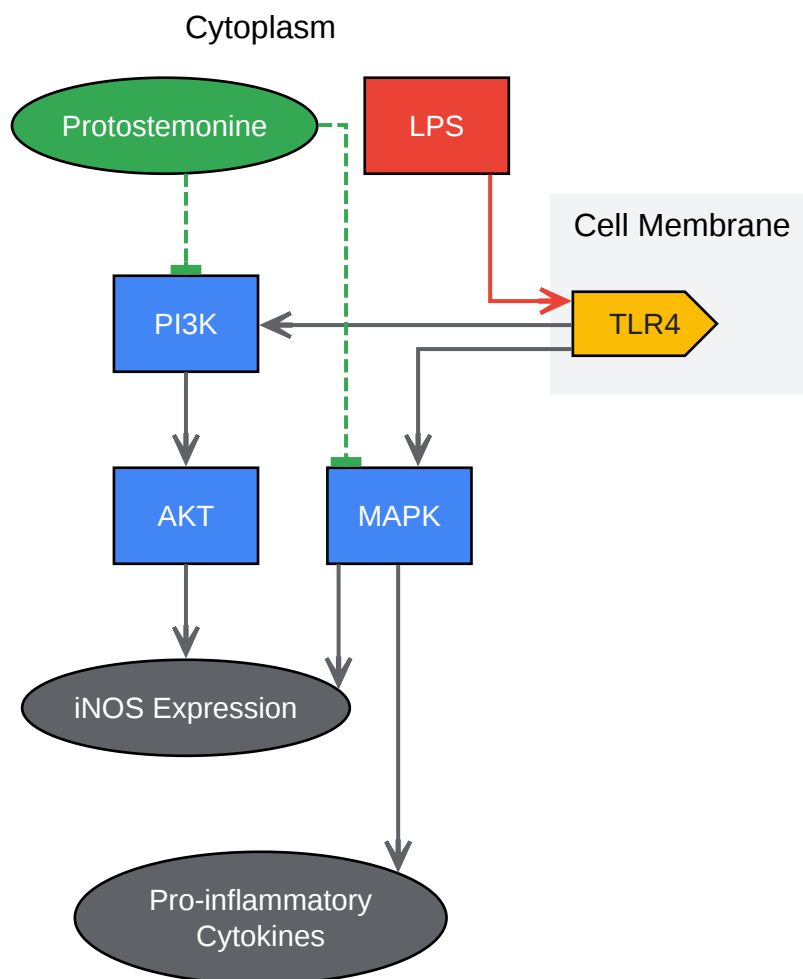 Cytoplasm
Protostemonine
LPS
Cell Membrane
PI3K
TLR4
AKT
MAPK
iNOS Expression
Pro-inflammatory
Cytokines